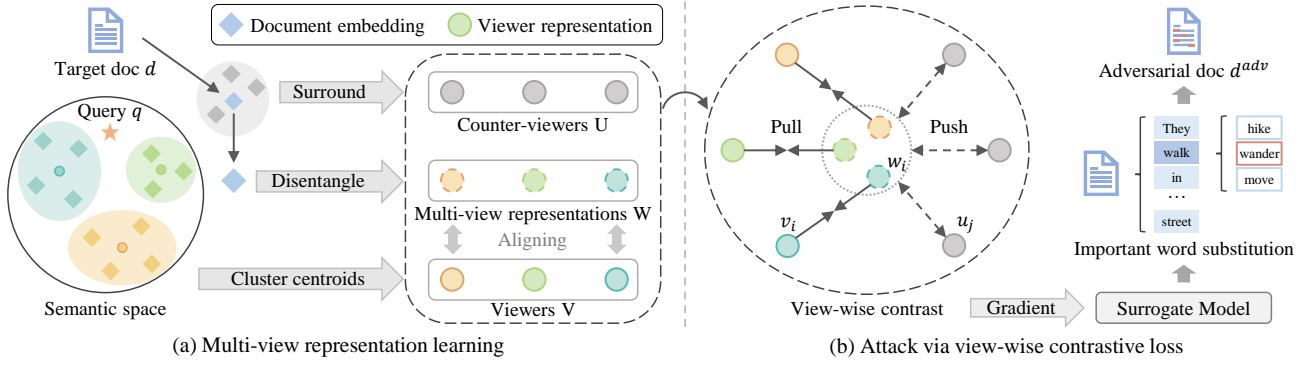 Document embedding
Viewer representation
Target doc d
Query q
Surround
Counter-viewers U
Disentangle
Multi-view representations W
Aligning
Cluster centroids
Viewers V
Semantic space
(a) Multi-view representation learning
Pull
Push
w_i
v_i
u_j
View-wise contrast
Gradient
Surrogate Model
Important word substitution
They
walk
in
...
street
hike
wander
move
Adversarial doc d^adv
(b) Attack via view-wise contrastive loss